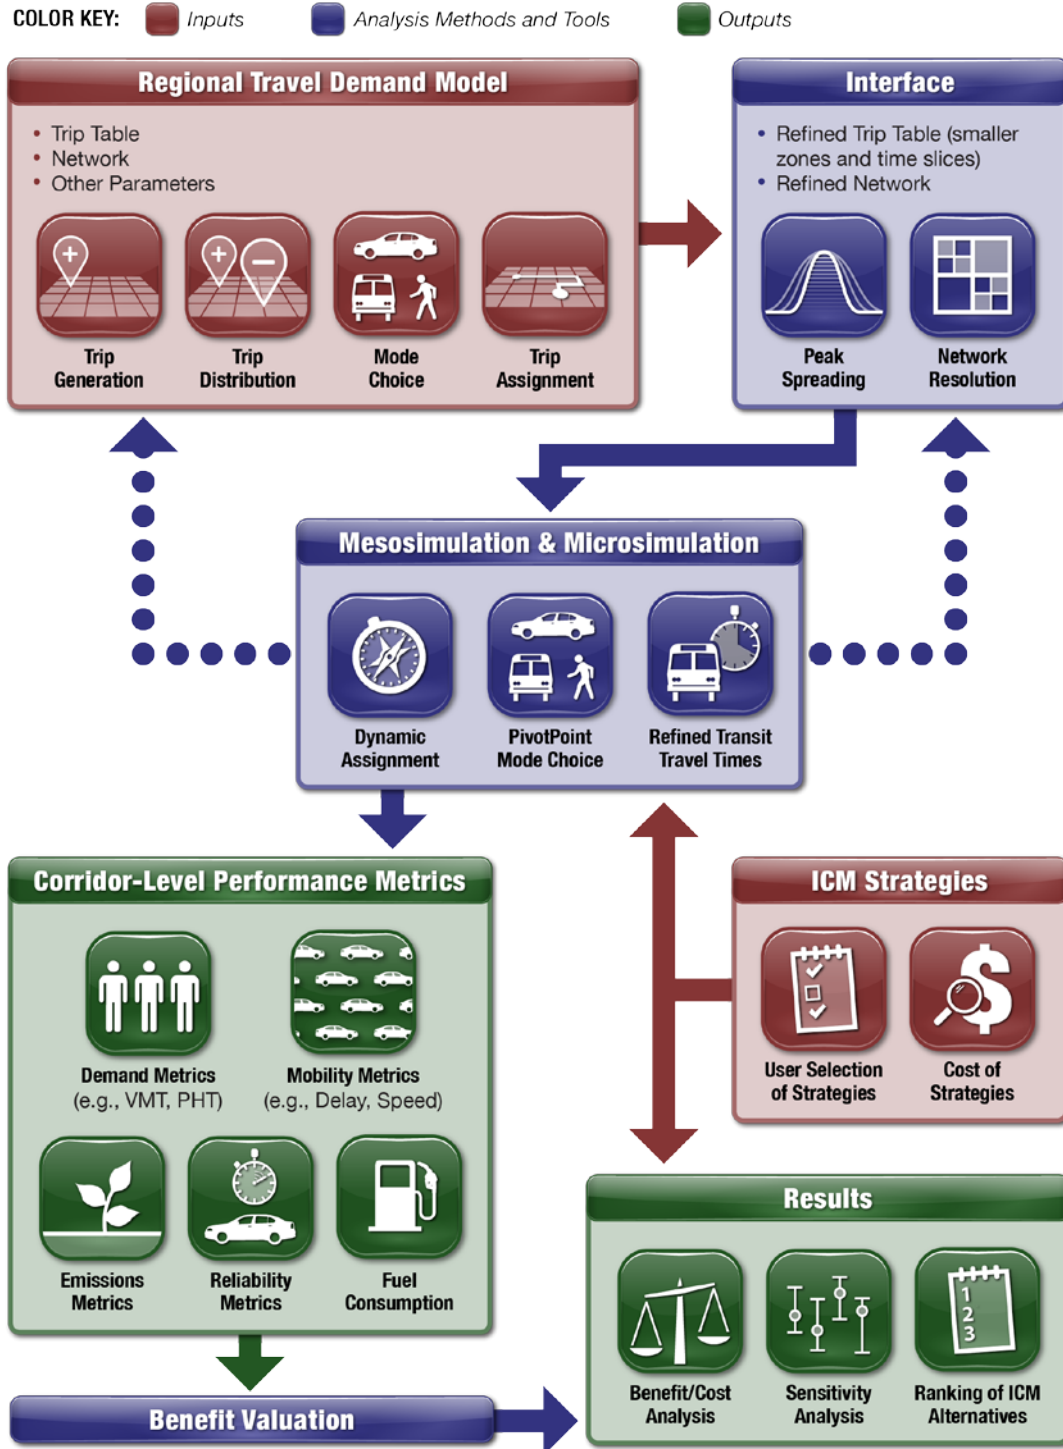 COLOR KEY: Inputs Analysis Methods and Tools Outputs
Regional Travel Demand Model
• Trip Table
• Network
• Other Parameters
Trip
Generation
Trip
Distribution
Mode
Choice
Trip
Assignment
Interface
• Refined Trip Table (smaller
zones and time slices)
• Refined Network
Peak
Spreading
Network
Resolution
Mesosimulation & Microsimulation
Dynamic
Assignment
PivotPoint
Mode Choice
Refined Transit
Travel Times
Corridor-Level Performance Metrics
Demand Metrics
(e.g., VMT, PHT)
Mobility Metrics
(e.g., Delay, Speed)
Emissions
Metrics
Reliability
Metrics
Fuel
Consumption
ICM Strategies
User Selection
of Strategies
Cost of
Strategies
Benefit Valuation
Results
Benefit/Cost
Analysis
Sensitivity
Analysis
1
2
3
Ranking of ICM
Alternatives